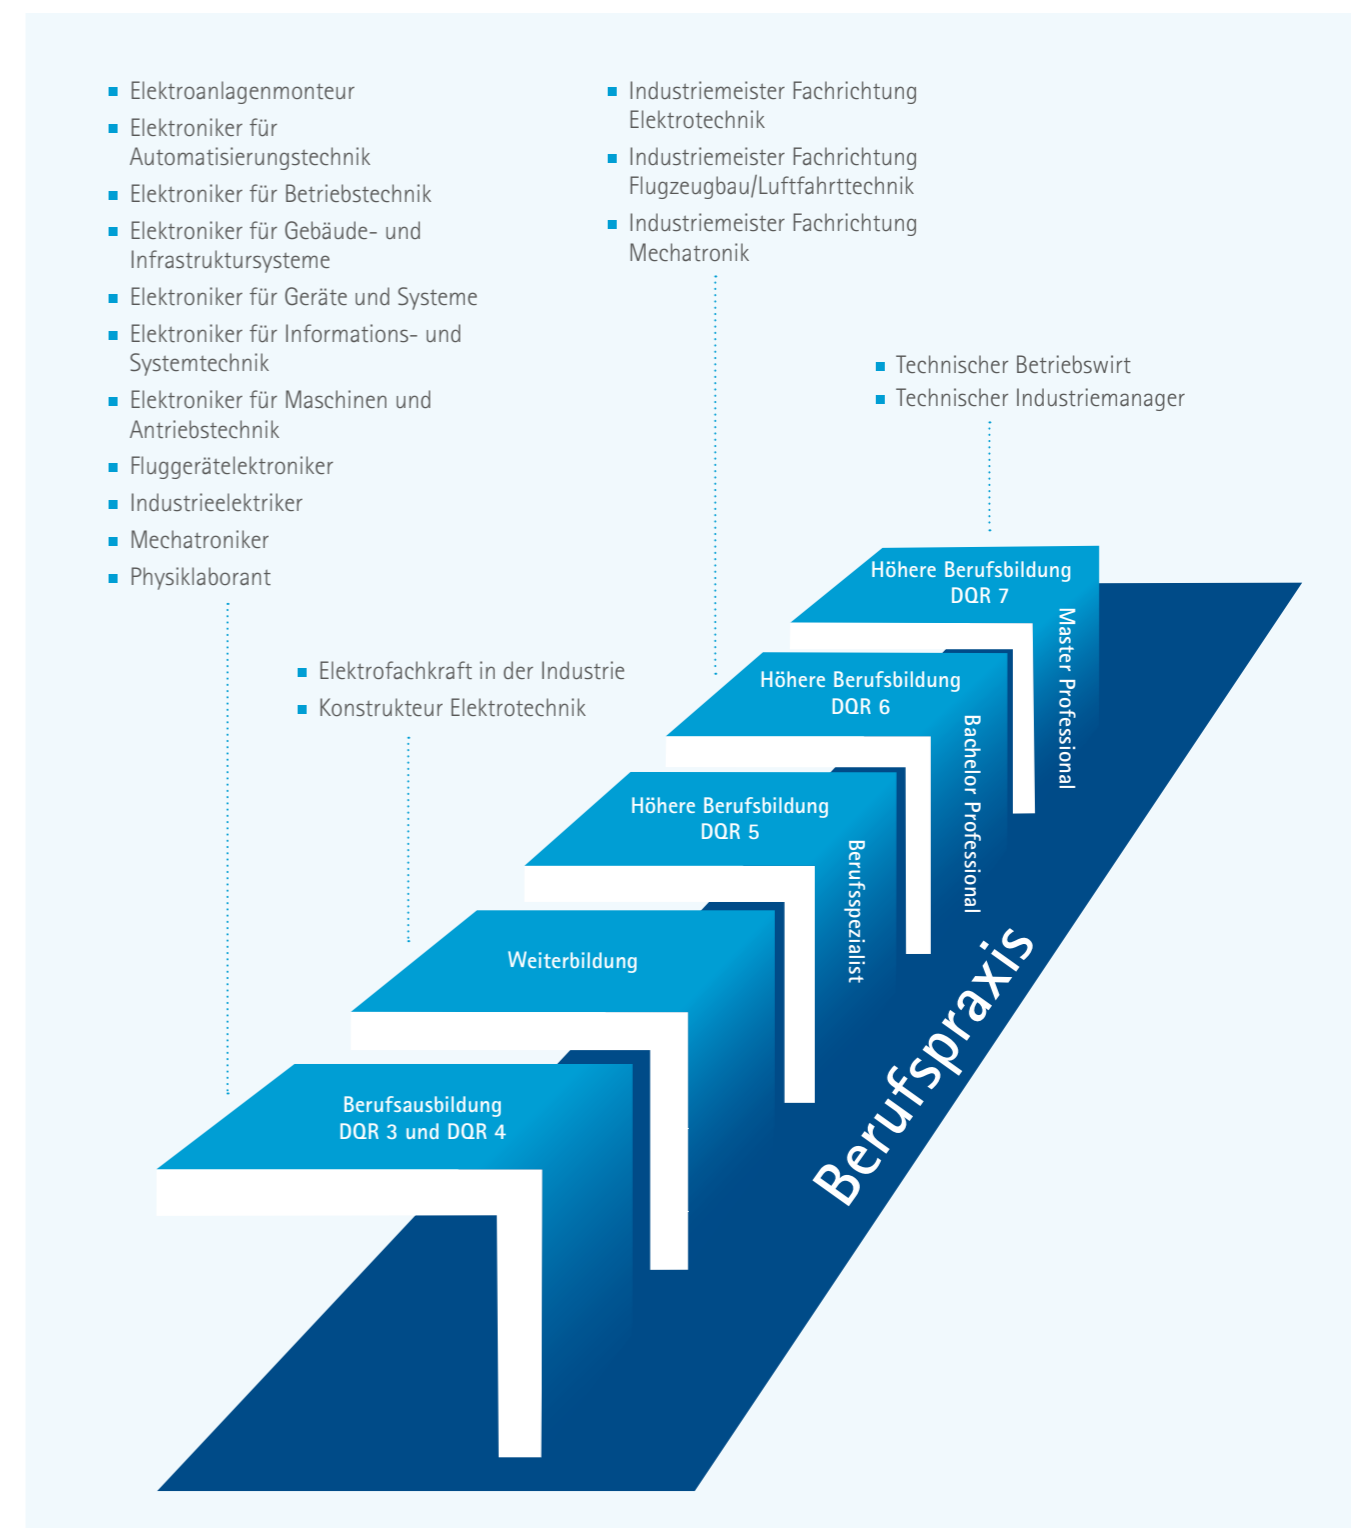 Elektroanlagenmonteur
Elektroniker für
Automatisierungstechnik
Elektroniker für Betriebstechnik
Elektroniker für Gebäude- und
Infrastruktursysteme
Elektroniker für Geräte und Systeme
Elektroniker für Informations- und
Systemtechnik
Elektroniker für Maschinen und
Antriebstechnik
Fluggerätelektroniker
Industrieelektriker
Mechatroniker
Physiklaborant
Industriemeister Fachrichtung
Elektrotechnik
Industriemeister Fachrichtung
Flugzeugbau/Luftfahrttechnik
Industriemeister Fachrichtung
Mechatronik
Technischer Betriebswirt
Technischer Industriemanager
Elektrofachkraft in der Industrie
Konstrukteur Elektrotechnik
Höhere Berufsbildung
DQR 7
Master Professional
Höhere Berufsbildung
DQR 6
Bachelor Professional
Höhere Berufsbildung
DQR 5
Berufsspezialist
Weiterbildung
Berufsausbildung
DQR 3 und DQR 4
Berufspraxis